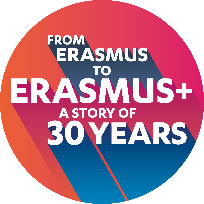 FROM
ERASMUS
TO
ERASMUS+
A STORY OF
30 YEARS